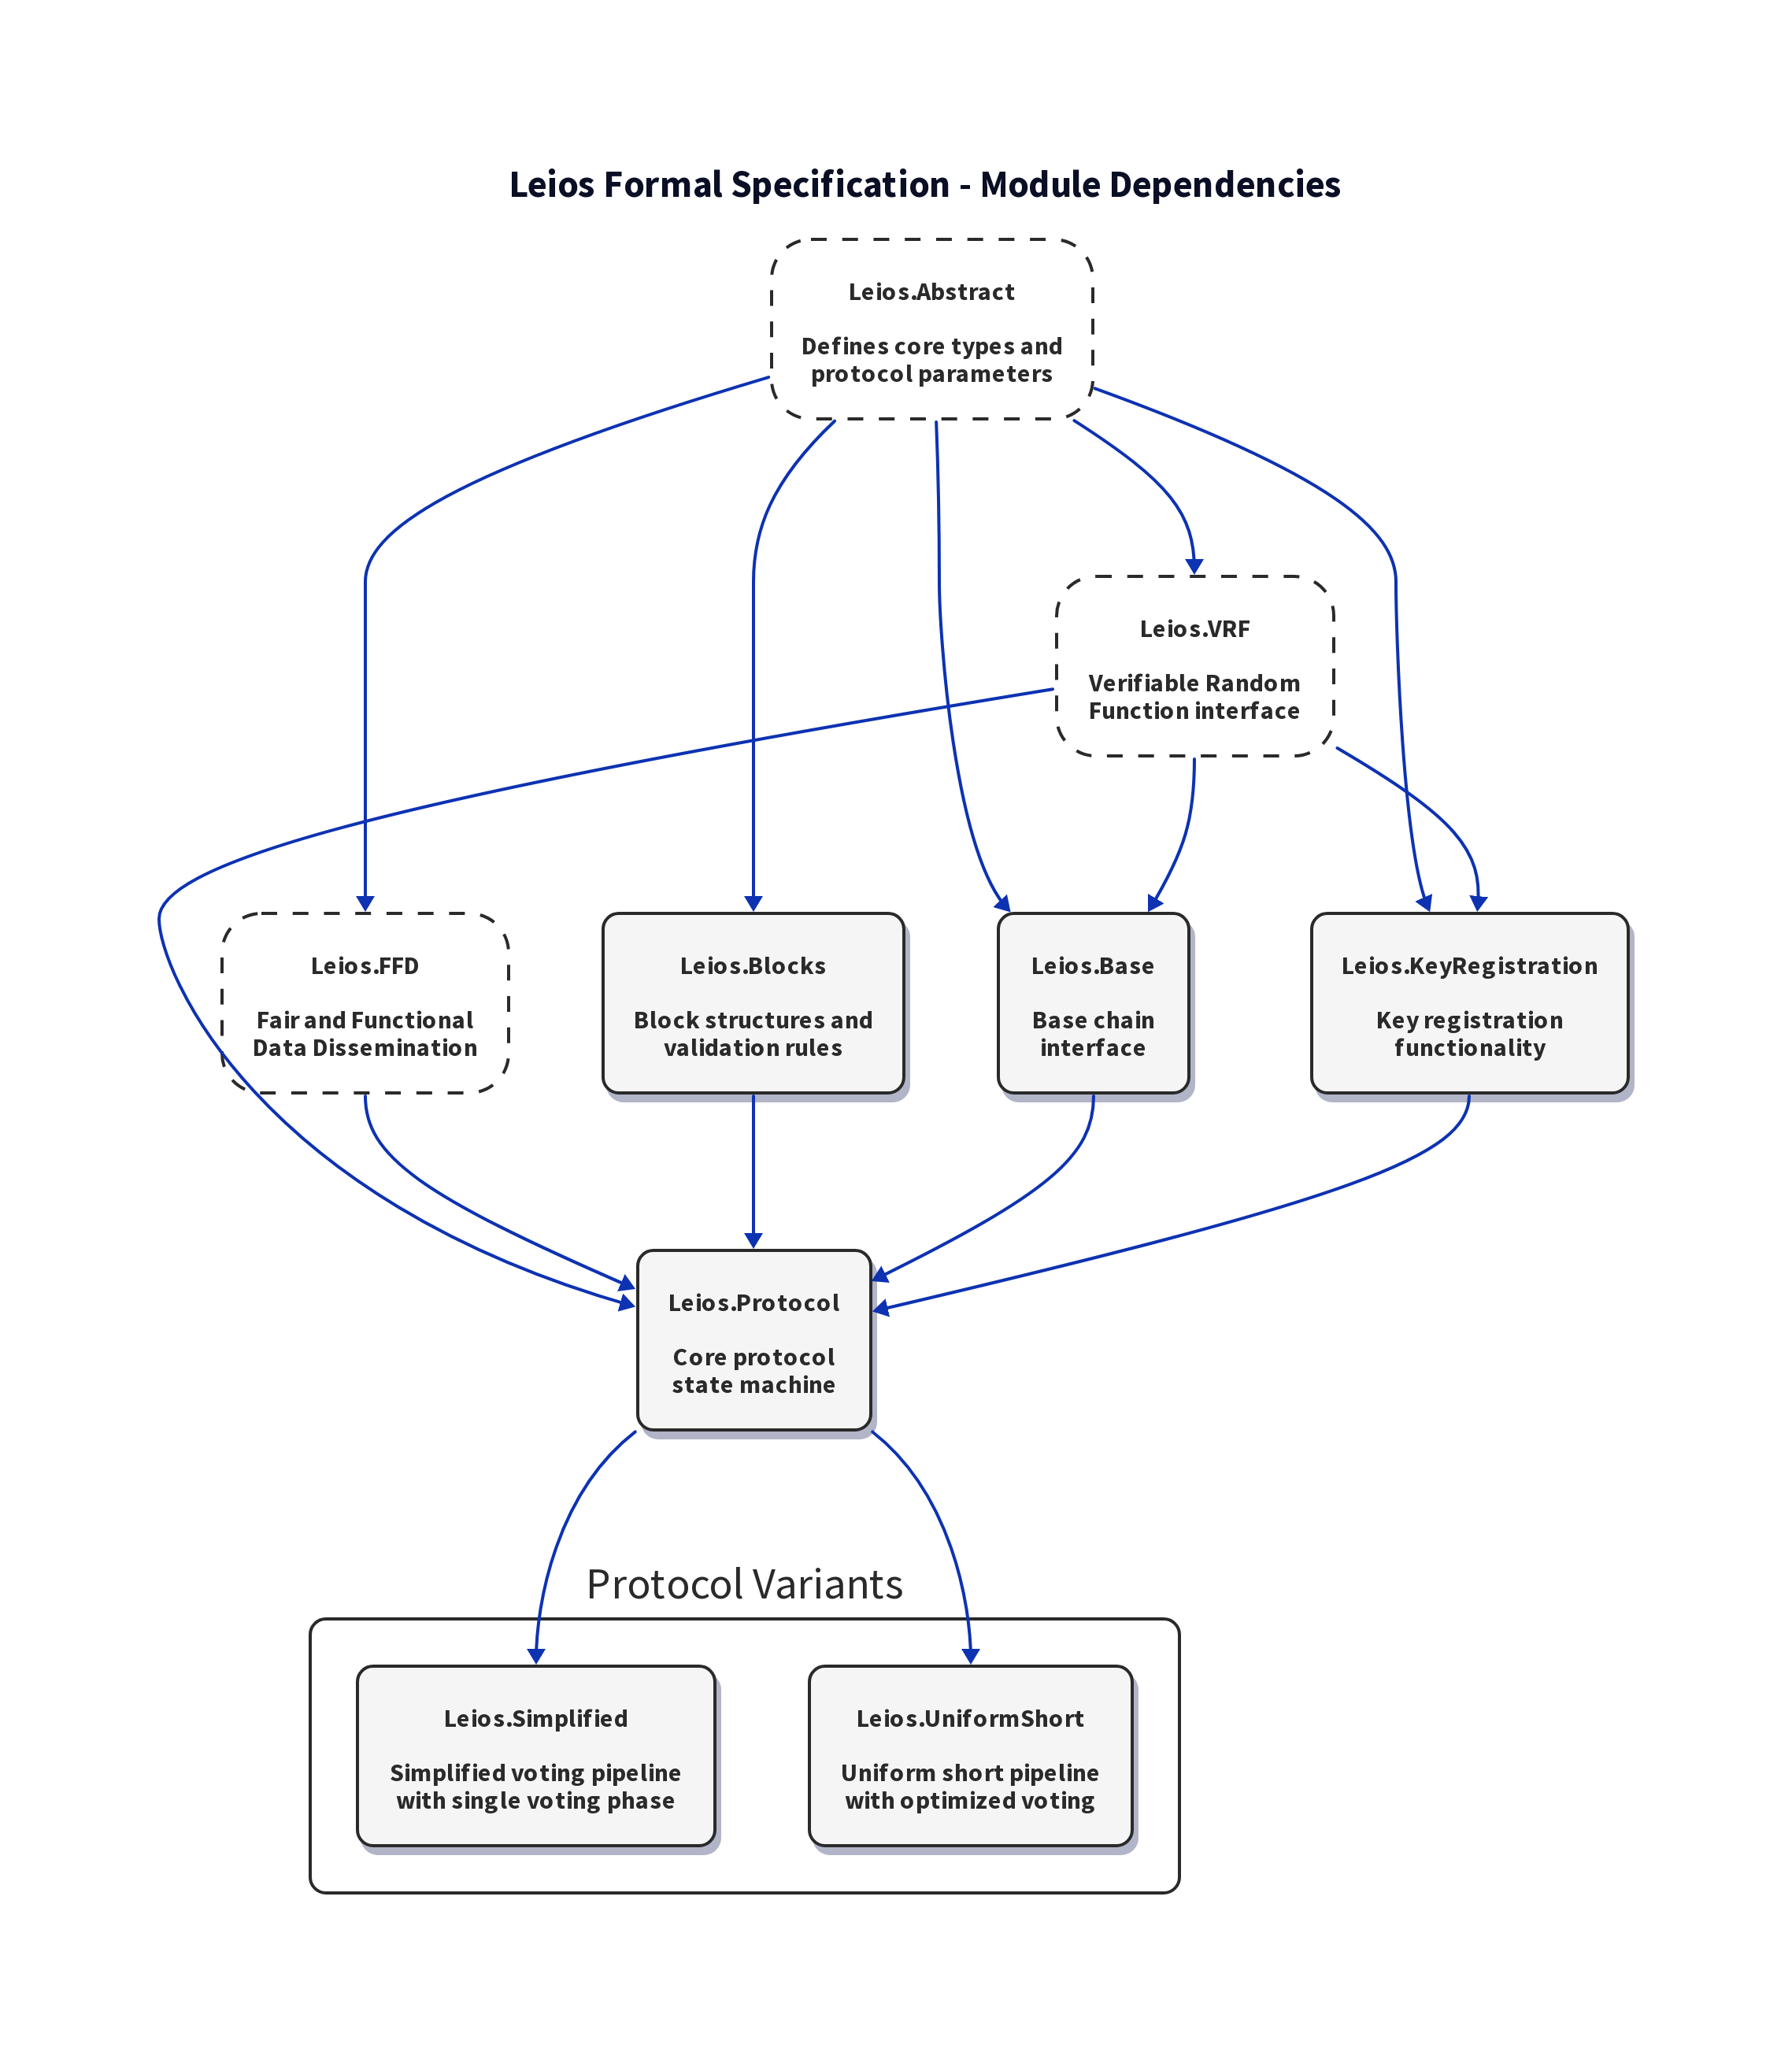 Leios Formal Specification - Module Dependencies
Leios.Abstract
Defines core types and
protocol parameters
Leios.VRF
Verifiable Random
Function interface
Leios.FFD
Fair and Functional
Data Dissemination
Leios.Blocks
Block structures and
validation rules
Leios.Base
Base chain
interface
Leios.KeyRegistration
Key registration
functionality
Leios.Protocol
Core protocol
state machine
Protocol Variants
Leios.Simplified
Simplified voting pipeline
with single voting phase
Leios.UniformShort
Uniform short pipeline
with optimized voting